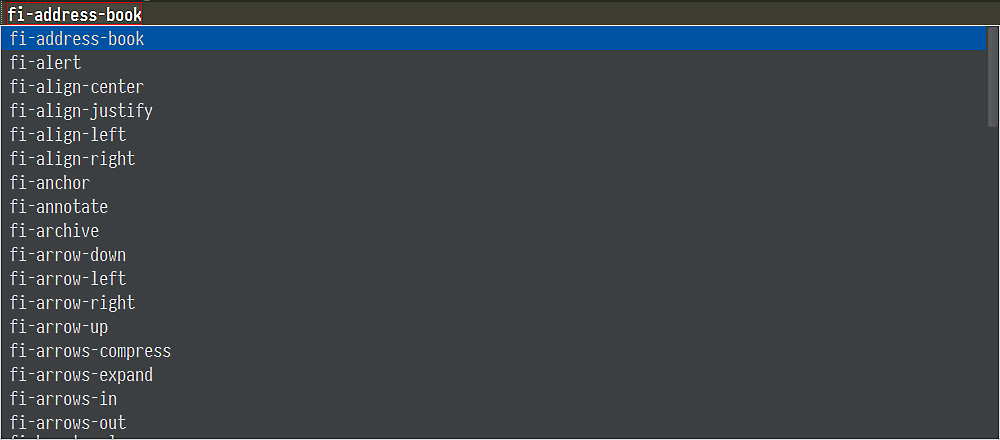 fi-address-book
fi-address-book
fi-alert
fi-align-center
fi-align-justify
fi-align-left
fi-align-right
fi-anchor
fi-annotate
fi-archive
fi-arrow-down
fi-arrow-left
fi-arrow-right
fi-arrow-up
fi-arrows-compress
fi-arrows-expand
fi-arrows-in
fi-arrows-out